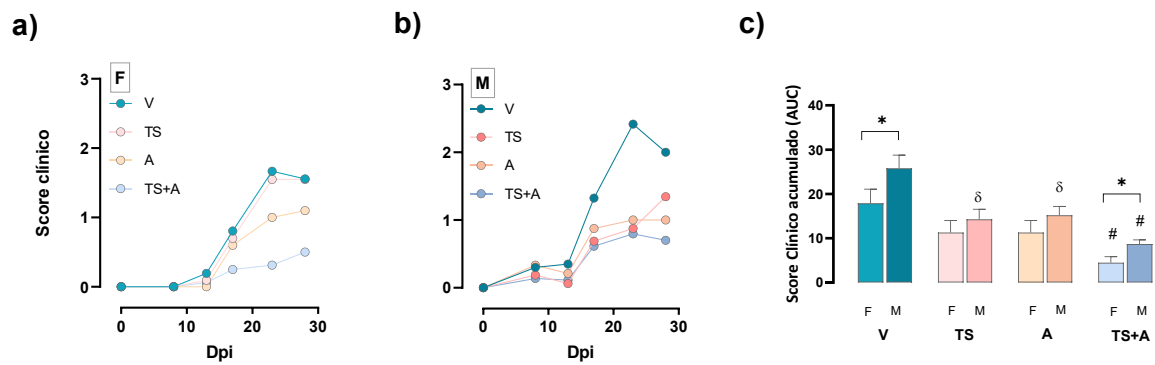 a)
F
V
TS
A
TS+A
Score clínico
3
2
1
0
0 10 20 30
Dpi
b)
M
V
TS
A
TS+A
3
2
1
0
0 10 20 30
Dpi
c)
Score Clínico acumulado (AUC)
40
30
20
10
0
*
δ
δ
*
#
#
F M F M F M F M
V TS A TS+A